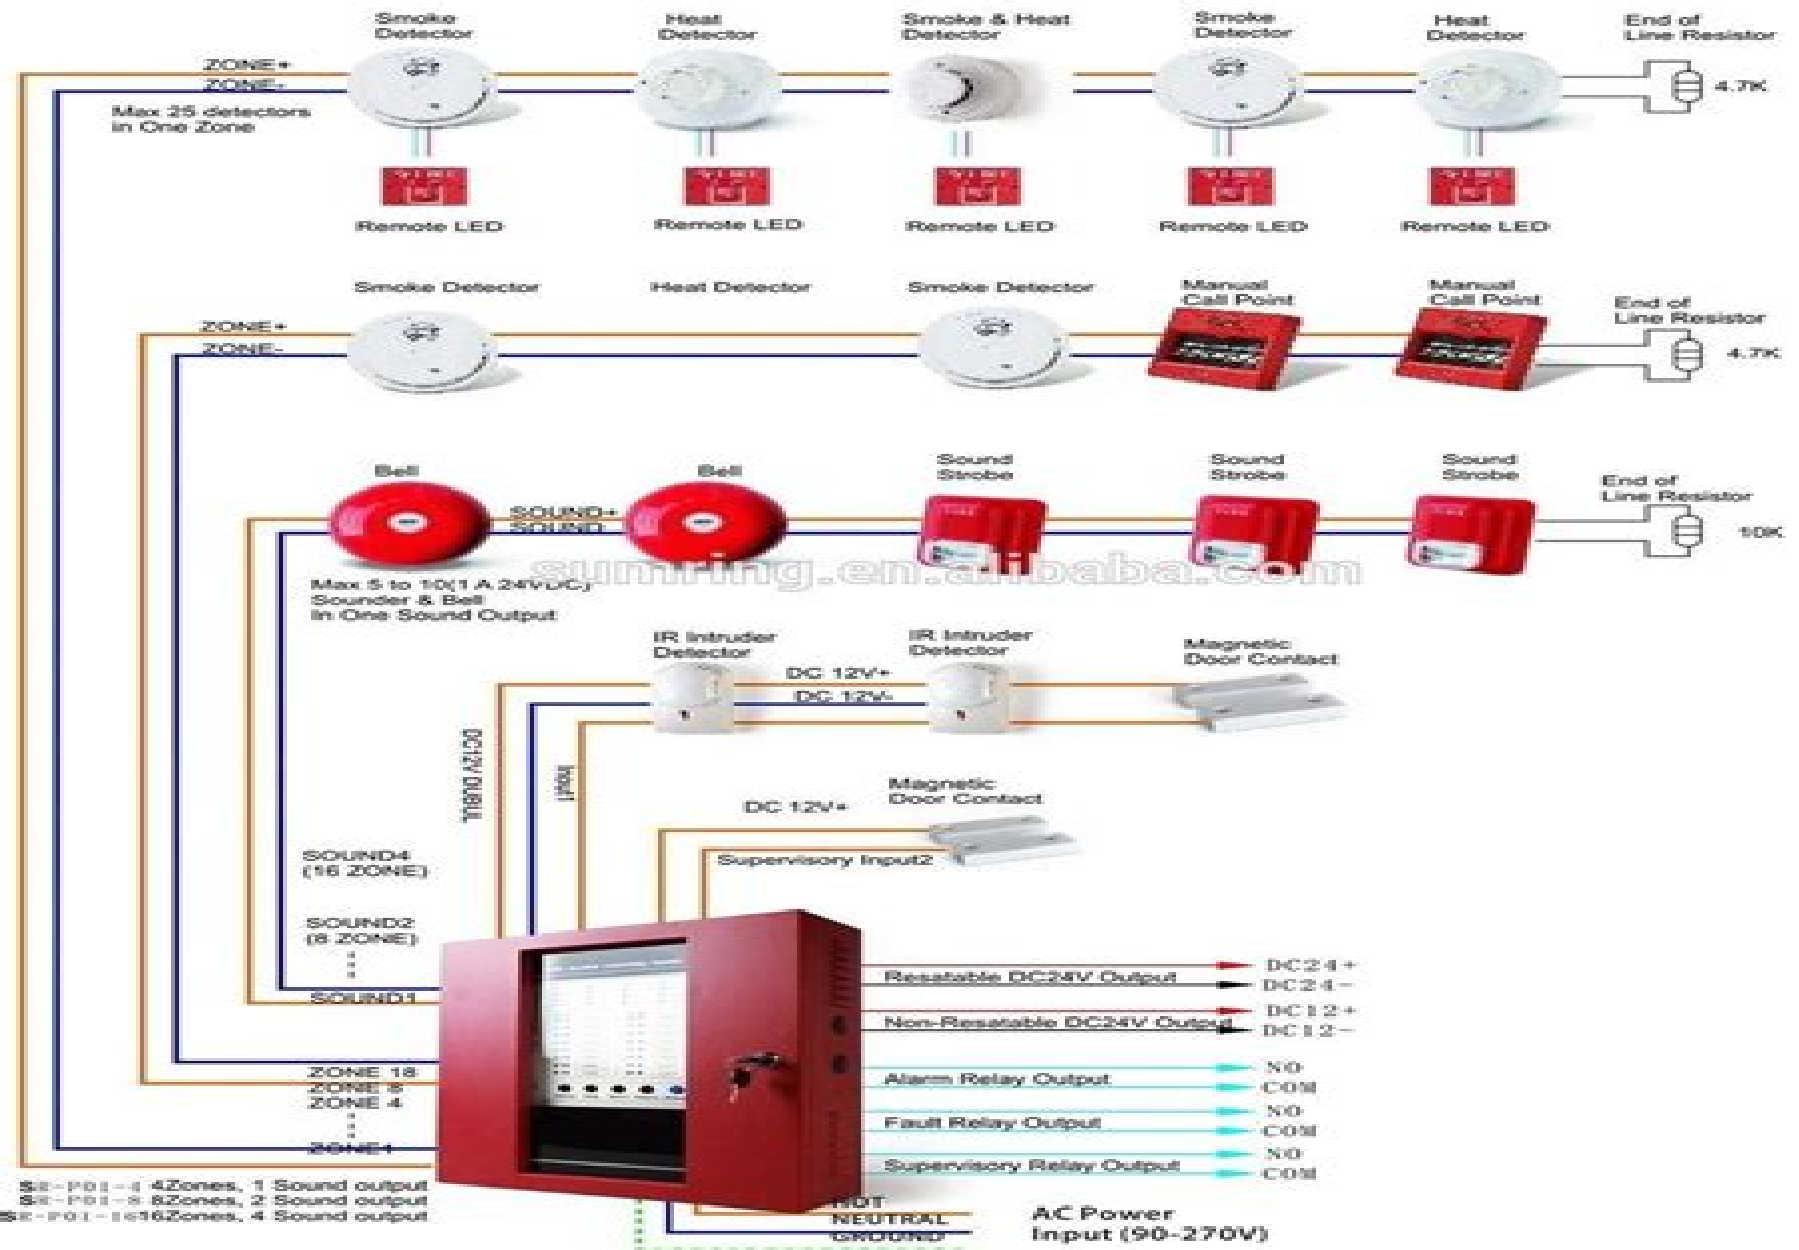 Smoke
Detector
Heat
Detector
Smoke & Heat
Detector
Smoke
Detector
Heat
Detector
End of
Line Resistor
ZONE+
ZONE-
4.7K
Max 25 detectors
in One Zone
Remote LED
Remote LED
Remote LED
Remote LED
Remote LED
Smoke Detector
Heat Detector
Smoke Detector
Manual
Call Point
Manual
Call Point
End of
Line Resistor
ZONE+
ZONE-
4.7K
Bell
Bell
Sound
Strobe
Sound
Strobe
Sound
Strobe
End of
Line Resistor
SOUND+
SOUND-
10K
sumring.en.alibaba.com
Max 5 to 10(1A.24VDC)
Sounder & Bell
in One Sound Output
IR Intruder
Detector
IR Intruder
Detector
Magnetic
Door Contact
DC 12V+
DC 12V-
DC12V
Input1
Magnetic
Door Contact
DC 12V+
Supervisory Input2
SOUND4
(16 ZONE)
SOUND2
(8 ZONE)
SOUND1
ZONE 18
ZONE 8
ZONE 4
ZONE1
Resatable DC24V Output
DC24+
DC24-
Non-Resatable DC24V Output
DC12+
DC12-
Alarm Relay Output
NO
COM
Fault Relay Output
NO
COM
Supervisory Relay Output
NO
COM
4Zones, 1 Sound output
8Zones, 2 Sound output
16Zones, 4 Sound output
HOT
NEUTRAL
GROUND
AC Power
Input (90-270V)